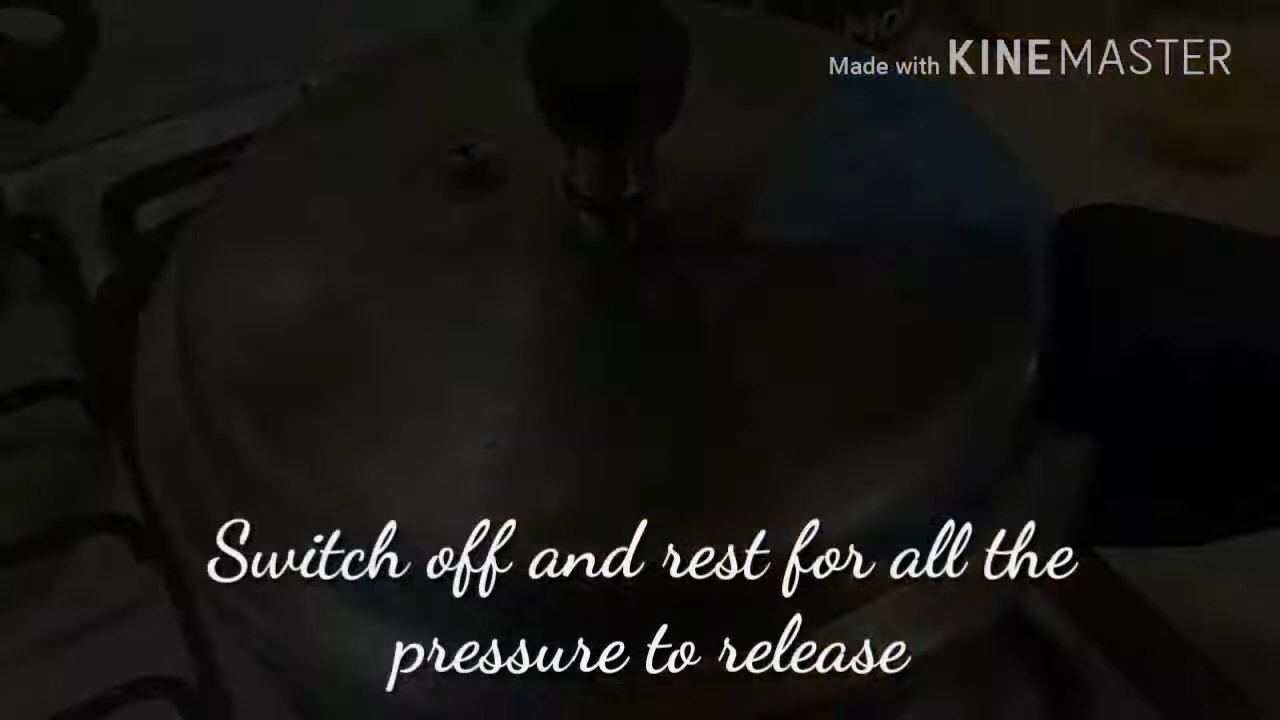 Made with KINEMASTER
Switch off and rest for all the
pressure to release